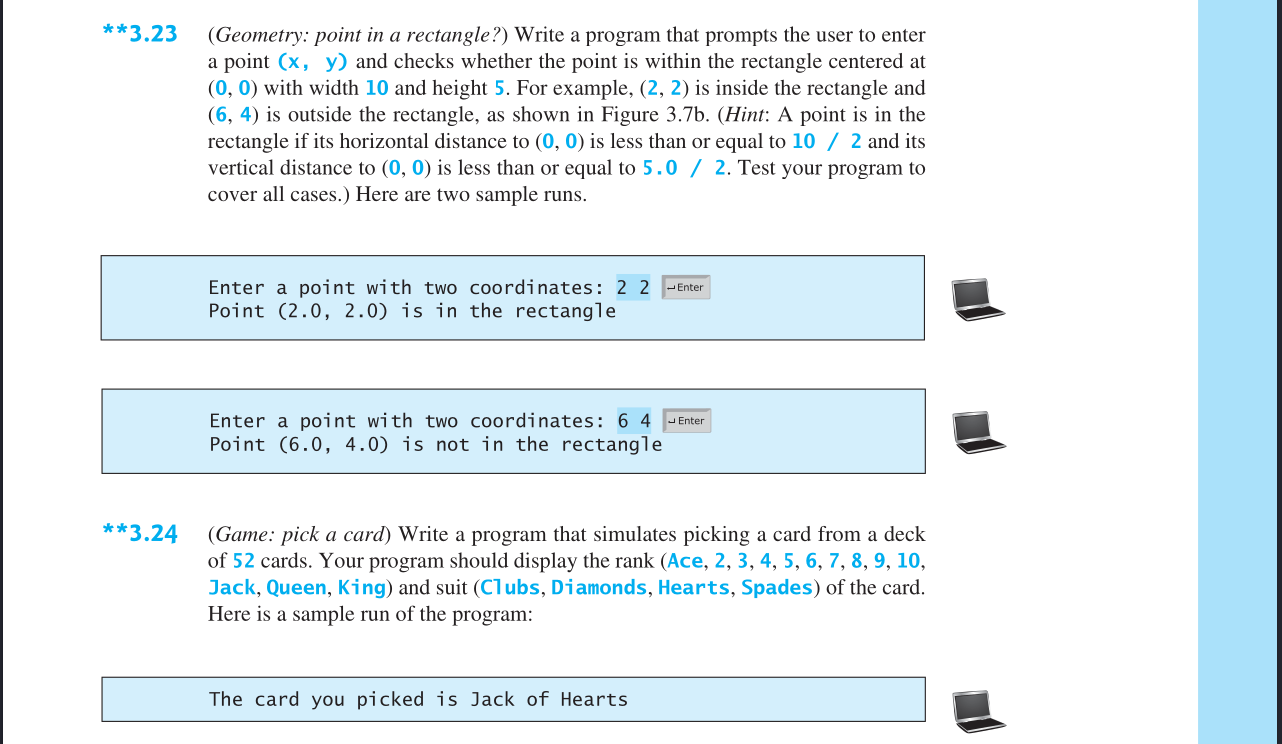 **3.23 (Geometry: point in a rectangle?) Write a program that prompts the user to enter
a point (x, y) and checks whether the point is within the rectangle centered at
(0, 0) with width 10 and height 5. For example, (2, 2) is inside the rectangle and
(6, 4) is outside the rectangle, as shown in Figure 3.7b. (Hint: A point is in the
rectangle if its horizontal distance to (0, 0) is less than or equal to 10 / 2 and its
vertical distance to (0, 0) is less than or equal to 5.0 / 2. Test your program to
cover all cases.) Here are two sample runs.
Enter a point with two coordinates: 2 2 ↵Enter
Point (2.0, 2.0) is in the rectangle
Enter a point with two coordinates: 6 4 ↵Enter
Point (6.0, 4.0) is not in the rectangle
**3.24 (Game: pick a card) Write a program that simulates picking a card from a deck
of 52 cards. Your program should display the rank (Ace, 2, 3, 4, 5, 6, 7, 8, 9, 10,
Jack, Queen, King) and suit (Clubs, Diamonds, Hearts, Spades) of the card.
Here is a sample run of the program:
The card you picked is Jack of Hearts